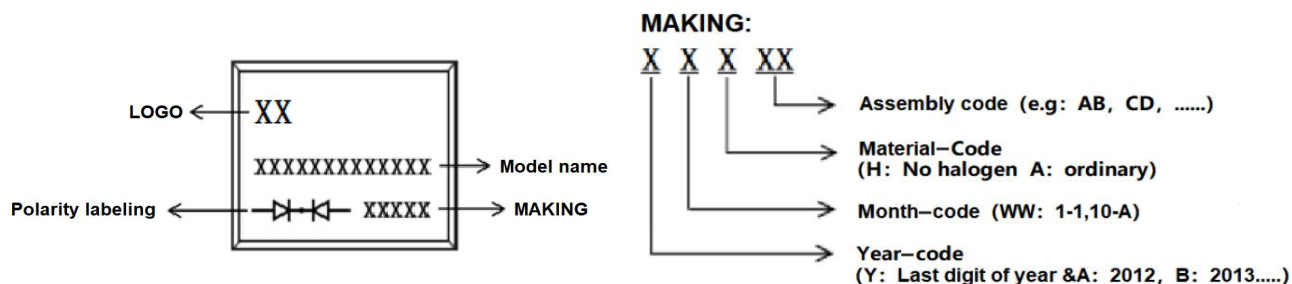 LOGO
XX
XXXXXXXXXXXXX
Model name
Polarity labeling
XXXXX
MAKING
MAKING:
X X X XX
Assembly code (e.g: AB, CD, ......)
Material-Code
(H: No halogen A: ordinary)
Month-code (WW: 1-1,10-A)
Year-code
(Y: Last digit of year &A: 2012, B: 2013.....)